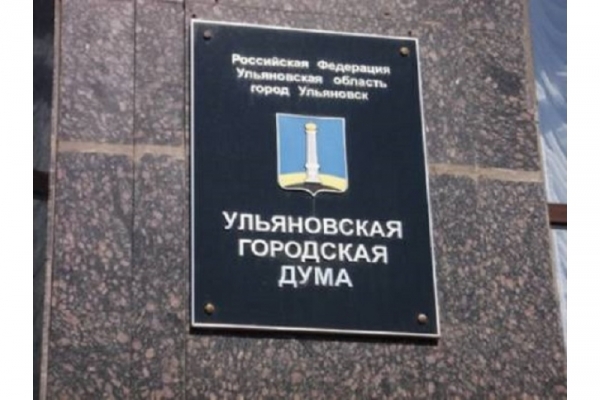 Российская Федерация
Ульяновская область
город Ульяновск
УЛЬЯНОВСКАЯ
ГОРОДСКАЯ
ДУМА